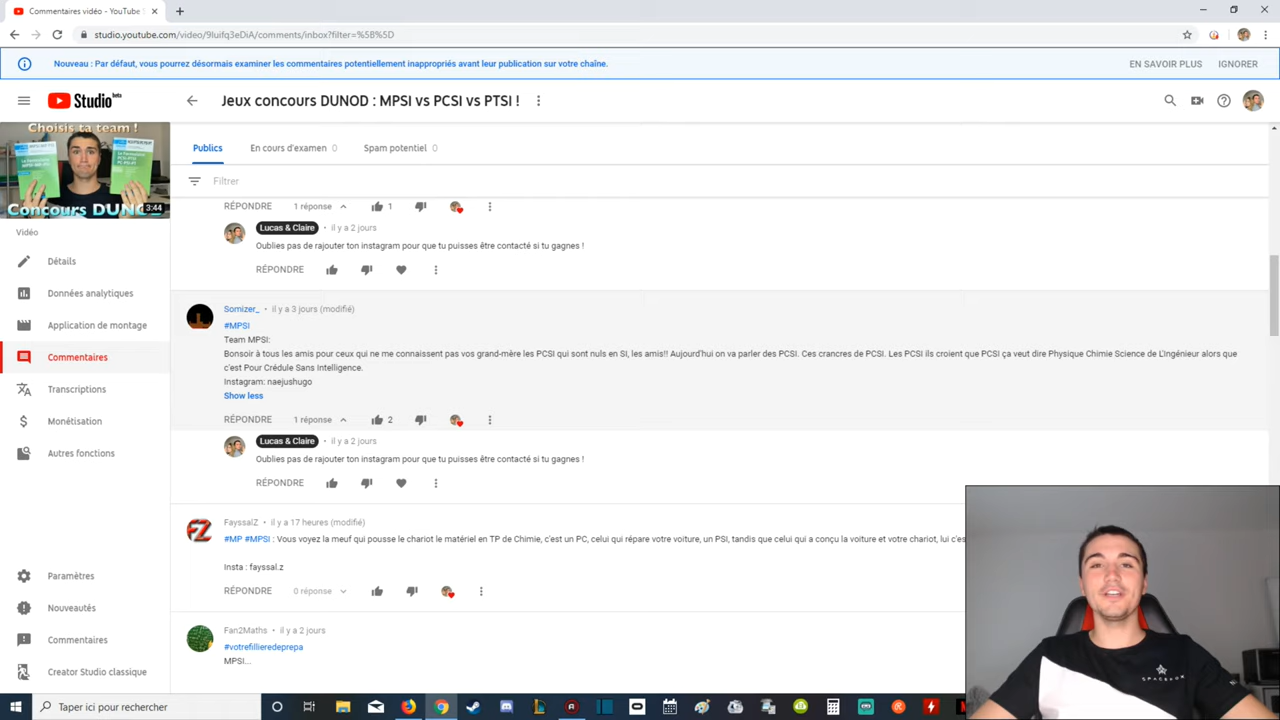 Commentaires vidéo - YouTube
studio.youtube.com/video/9luifq3eDiA/comments/inbox?filter=%5B%5D
Nouveau : Par défaut, vous pourrez désormais examiner les commentaires potentiellement inappropriés avant leur publication sur votre chaîne.
EN SAVOIR PLUS
IGNORER
Studio beta
Jeux concours DUNOD : MPSI vs PCSI vs PTSI !
Choisis ta team !
Concours DUNOD
3:44
Publics
En cours d'examen 0
Spam potentiel 0
Filtrer
Vidéo
Détails
Données analytiques
Application de montage
Commentaires
Transcriptions
Monétisation
Autres fonctions
Paramètres
Nouveautés
Commentaires
Creator Studio classique
RÉPONDRE 1 réponse 1
Lucas & Claire • il y a 2 jours
Oublies pas de rajouter ton instagram pour que tu puisses être contacté si tu gagnes !
RÉPONDRE
Somizer_ • il y a 3 jours (modifié)
#MPSI
Team MPSI:
Bonsoir à tous les amis pour ceux qui ne me connaissent pas vos grand-mère les PCSI qui sont nuls en SI, les amis!! Aujourd'hui on va parler des PCSI. Ces crancres de PCSI. Les PCSI ils croient que PCSI ça veut dire Physique Chimie Science de L'Ingénieur alors que
c'est Pour Crédule Sans Intelligence.
Instagram: naejushugo
Show less
RÉPONDRE 1 réponse 2
Lucas & Claire • il y a 2 jours
Oublies pas de rajouter ton instagram pour que tu puisses être contacté si tu gagnes !
RÉPONDRE
FayssalZ • il y a 17 heures (modifié)
#MP #MPSI : Vous voyez la meuf qui pousse le chariot le matériel en TP de Chimie, c'est un PC, celui qui répare votre voiture, un PSI, tandis que celui qui a conçu la voiture et votre chariot, lui c'es
Insta : fayssal.z
RÉPONDRE 0 réponse
Fan2Maths • il y a 2 jours
#votrefillieredeprepa
MPSI...
Taper ici pour rechercher